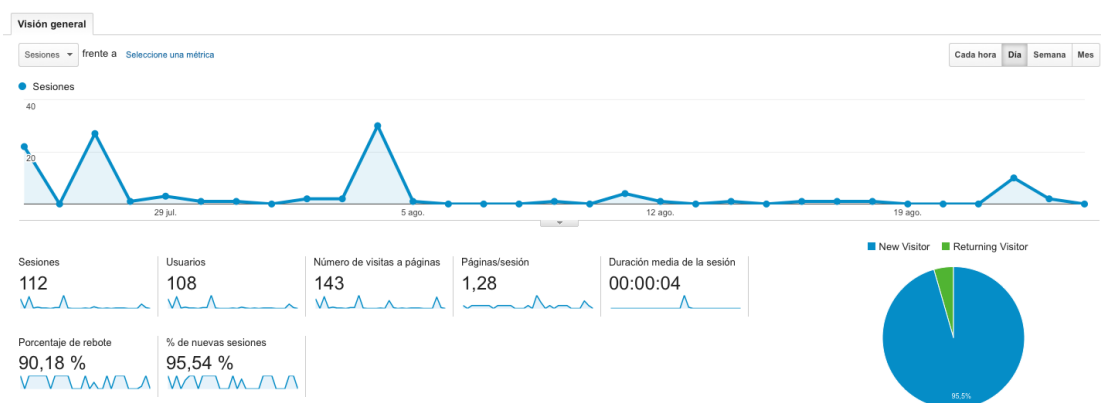 Visión general
Sesiones frente a Seleccione una métrica Cada hora Día Semana Mes
Sesiones
40
20
29 jul. 5 ago. 12 ago. 19 ago.
New Visitor Returning Visitor
Sesiones Usuarios Número de visitas a páginas Páginas/sesión Duración media de la sesión
112 108 143 1,28 00:00:04
Porcentaje de rebote % de nuevas sesiones
90,18 % 95,54 %
95,5%